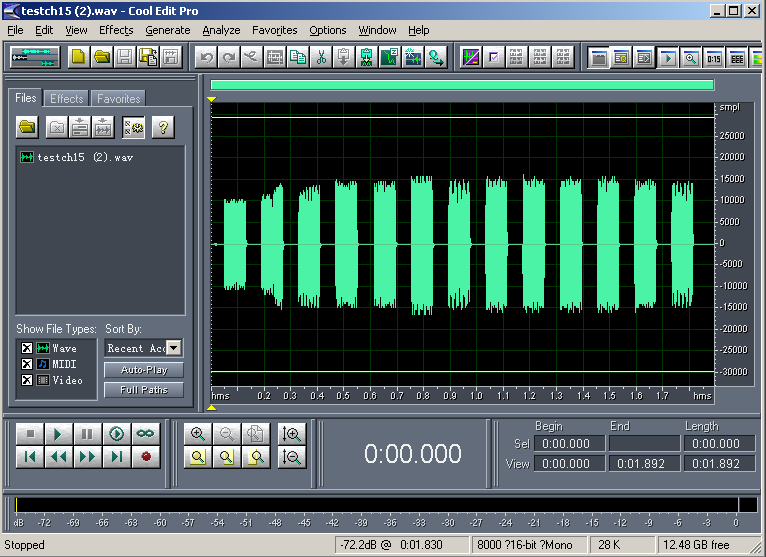 testch15 (2).wav - Cool Edit Pro
File Edit View Effects Generate Analyze Favorites Options Window Help
0:15
Files Effects Favorites
?
testch15 (2).wav
Show File Types: Sort By:
Wave Recent Acc
MIDI Auto-Play
Video Full Paths
smpl
25000
20000
15000
10000
5000
0
-5000
-10000
-15000
-20000
-25000
-30000
hms 0.2 0.3 0.4 0.5 0.6 0.7 0.8 0.9 1.0 1.1 1.2 1.3 1.4 1.5 1.6 1.7 hms
0:00.000
Begin End Length
Sel 0:00.000 0:00.000
View 0:00.000 0:01.892 0:01.892
dB -72 -69 -66 -63 -60 -57 -54 -51 -48 -45 -42 -39 -36 -33 -30 -27 -24 -21 -18 -15 -12 -9 -6 -3 0
Stopped -72.2dB @ 0:01.830 8000 ?16-bit ?Mono 28 K 12.48 GB free